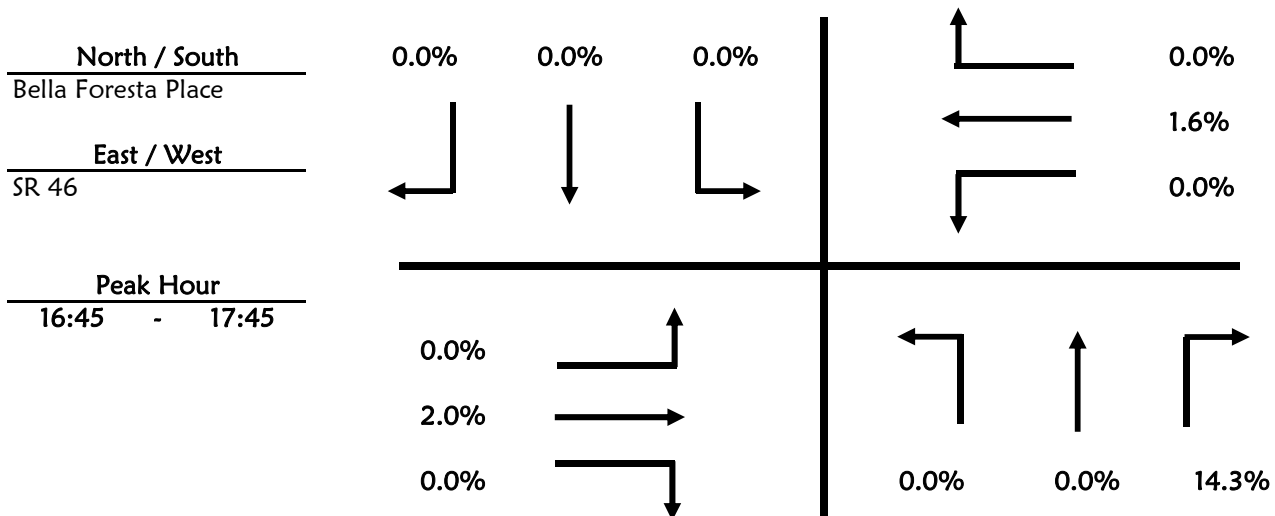 North / South
Bella Foresta Place
East / West
SR 46
Peak Hour
16:45 - 17:45
0.0% 0.0% 0.0%
0.0%
1.6%
0.0%
0.0%
2.0%
0.0%
0.0% 0.0% 14.3%